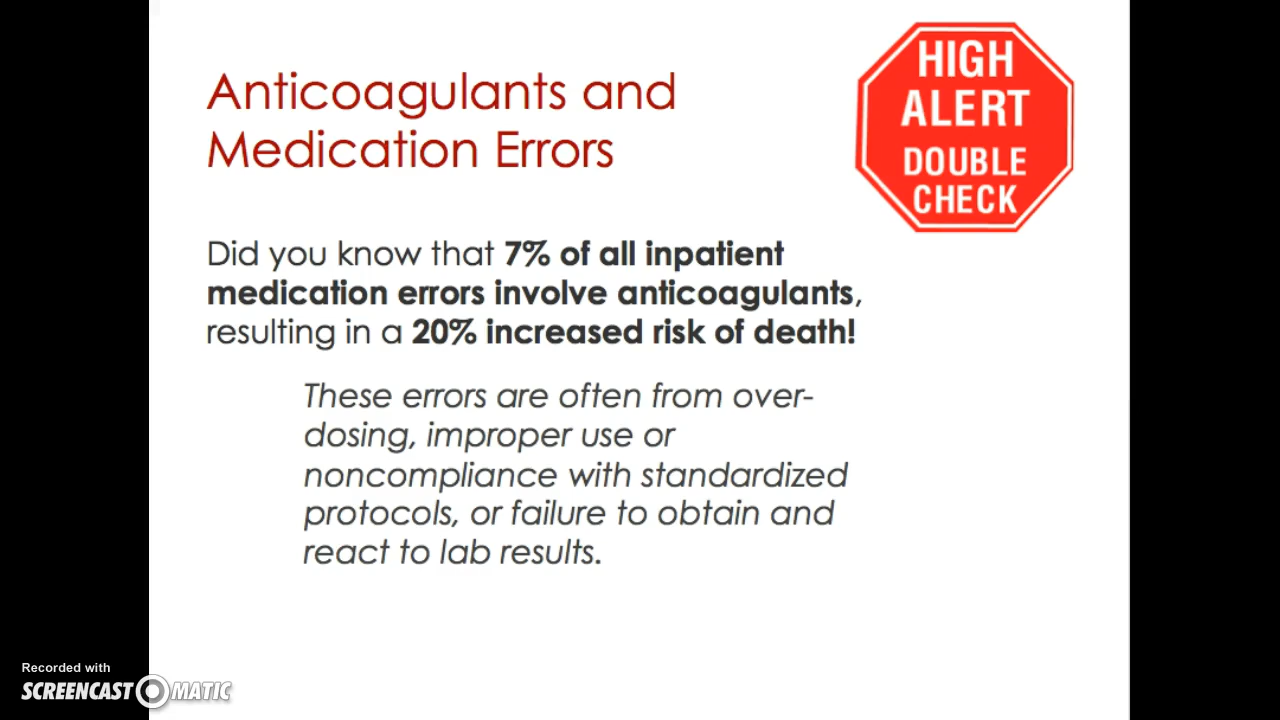 Anticoagulants and
Medication Errors
HIGH
ALERT
DOUBLE
CHECK
Did you know that 7% of all inpatient
medication errors involve anticoagulants,
resulting in a 20% increased risk of death!
These errors are often from over-
dosing, improper use or
noncompliance with standardized
protocols, or failure to obtain and
react to lab results.
Recorded with
SCREENCAST MATIC